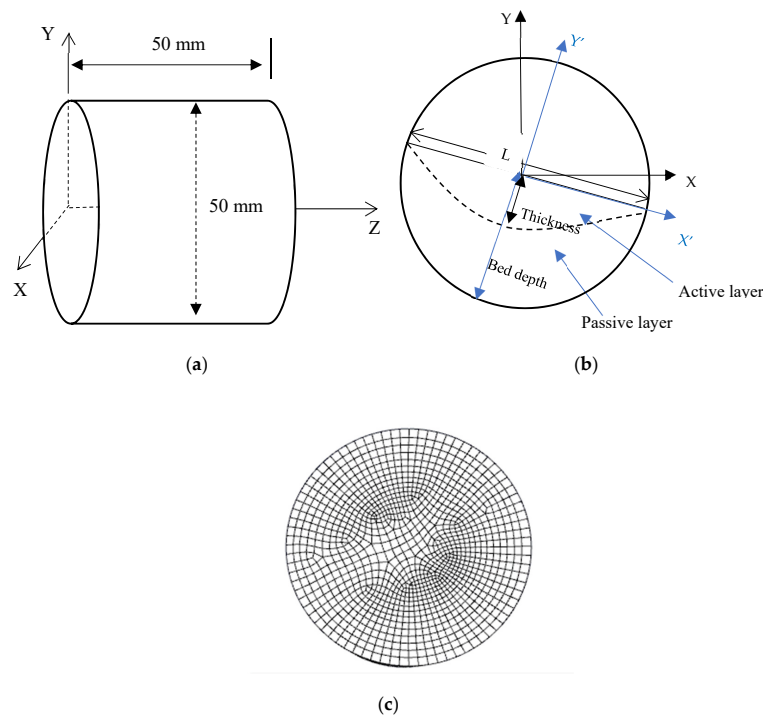 Y
50 mm
50 mm
Z
X
(a)
Y
Y'
L
X
Thickness
X'
Bed depth
Active layer
Passive layer
(b)
(c)